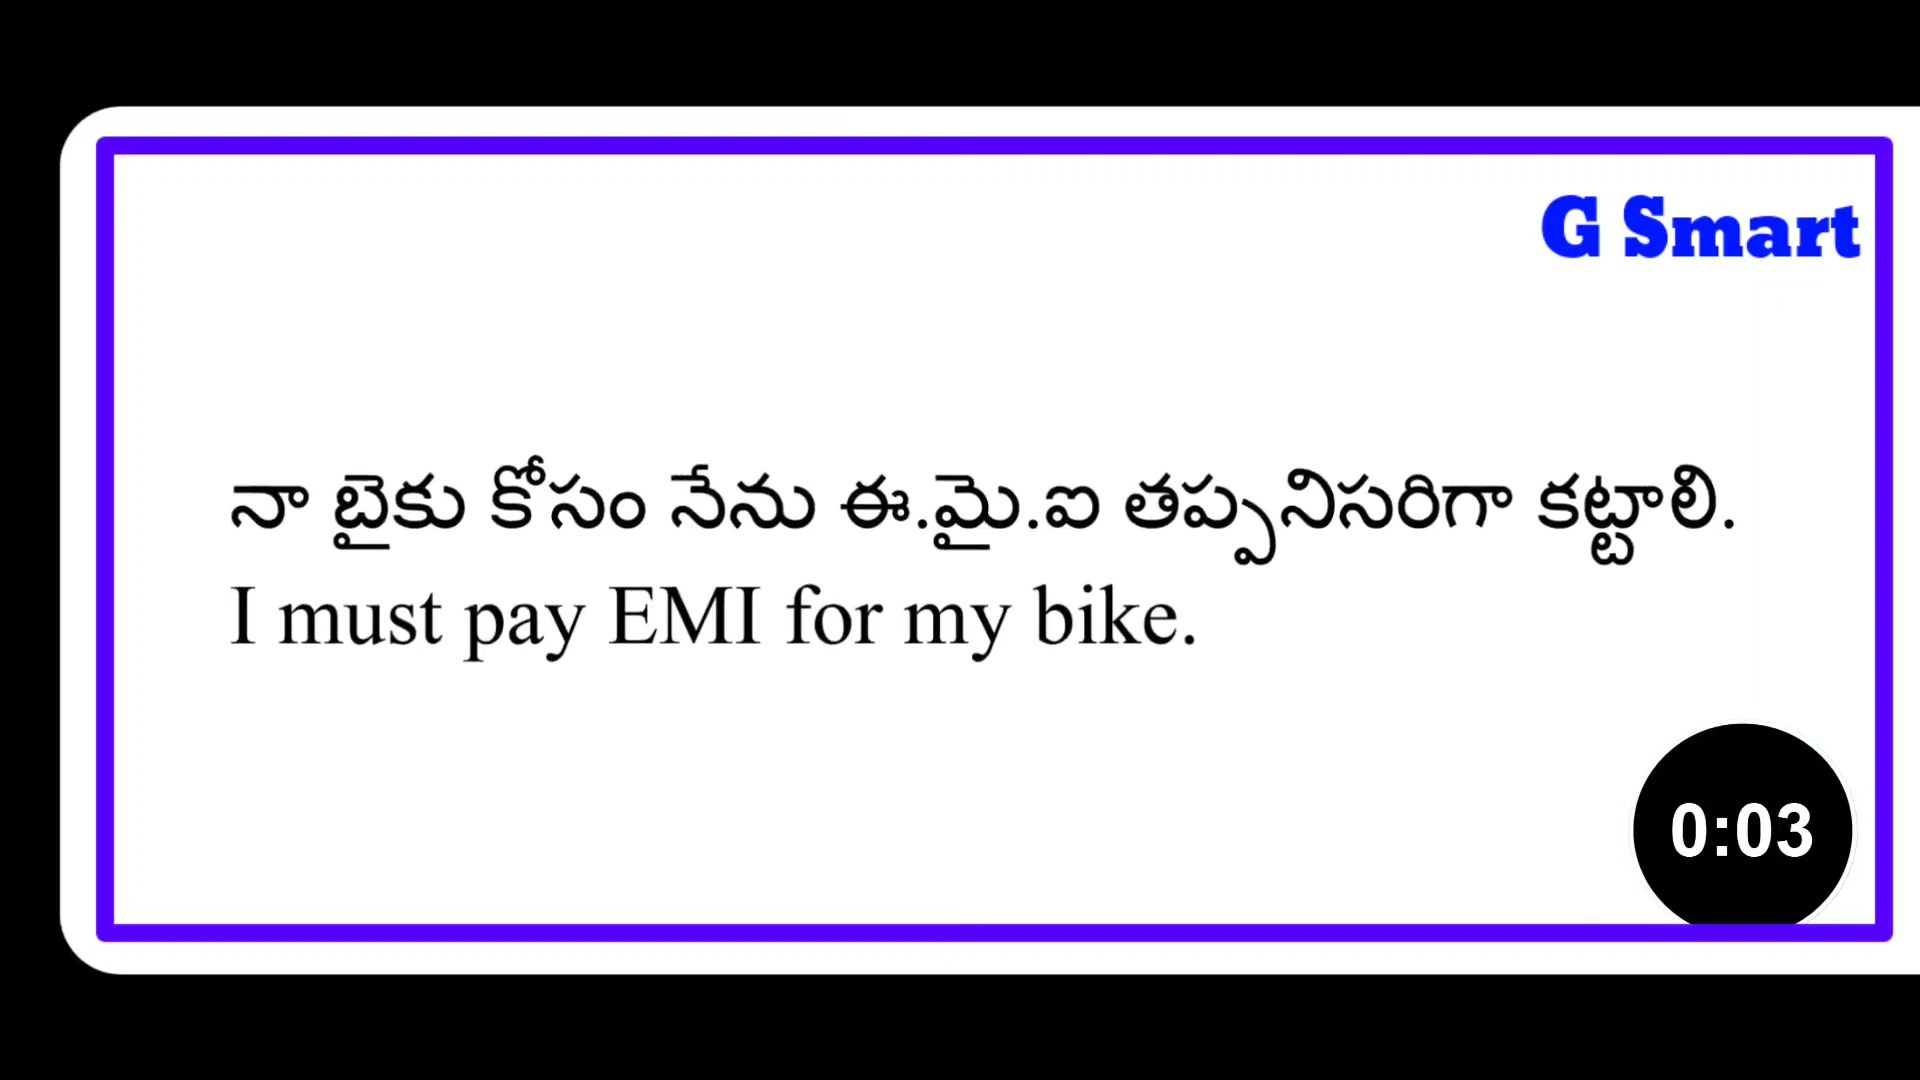 G Smart
నా బైకు కోసం నేను ఈ.మై.ఐ తప్పనిసరిగా కట్టాలి.
I must pay EMI for my bike.
0:03